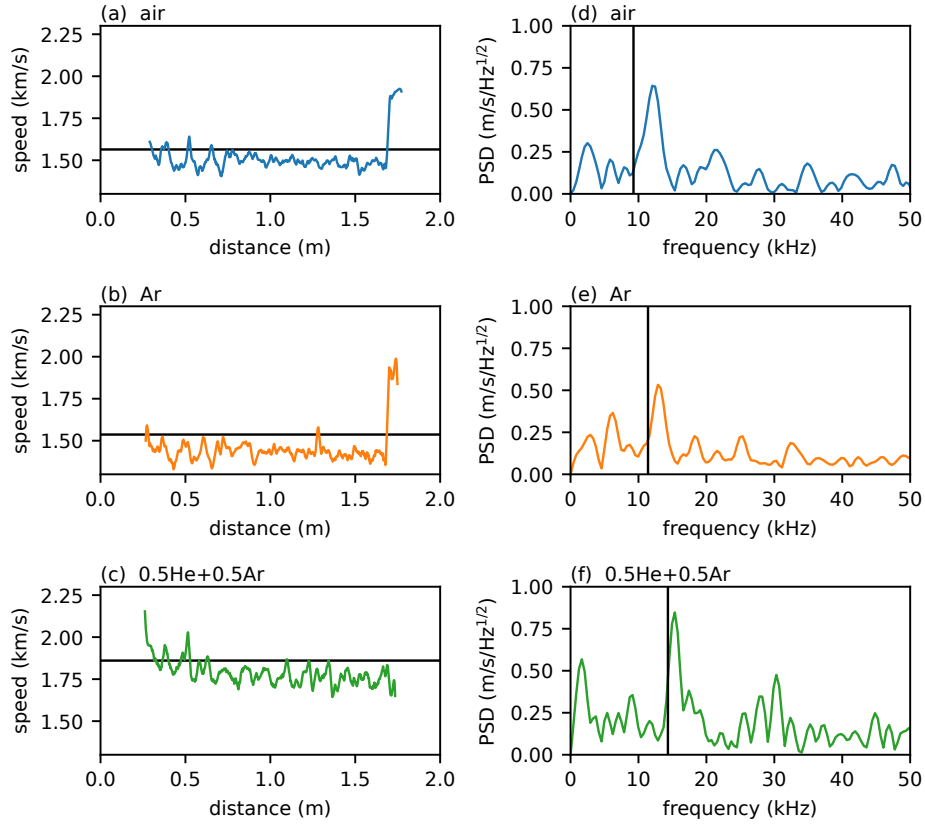 (a) air
2.25
2.00
1.75
1.50
speed (km/s)
0.0 0.5 1.0 1.5 2.0
distance (m)
(d) air
1.00
0.75
0.50
0.25
0.00
PSD (m/s/Hz^{1/2})
0 10 20 30 40 50
frequency (kHz)
(b) Ar
2.25
2.00
1.75
1.50
speed (km/s)
0.0 0.5 1.0 1.5 2.0
distance (m)
(e) Ar
1.00
0.75
0.50
0.25
0.00
PSD (m/s/Hz^{1/2})
0 10 20 30 40 50
frequency (kHz)
(c) 0.5He+0.5Ar
2.25
2.00
1.75
1.50
speed (km/s)
0.0 0.5 1.0 1.5 2.0
distance (m)
(f) 0.5He+0.5Ar
1.00
0.75
0.50
0.25
0.00
PSD (m/s/Hz^{1/2})
0 10 20 30 40 50
frequency (kHz)